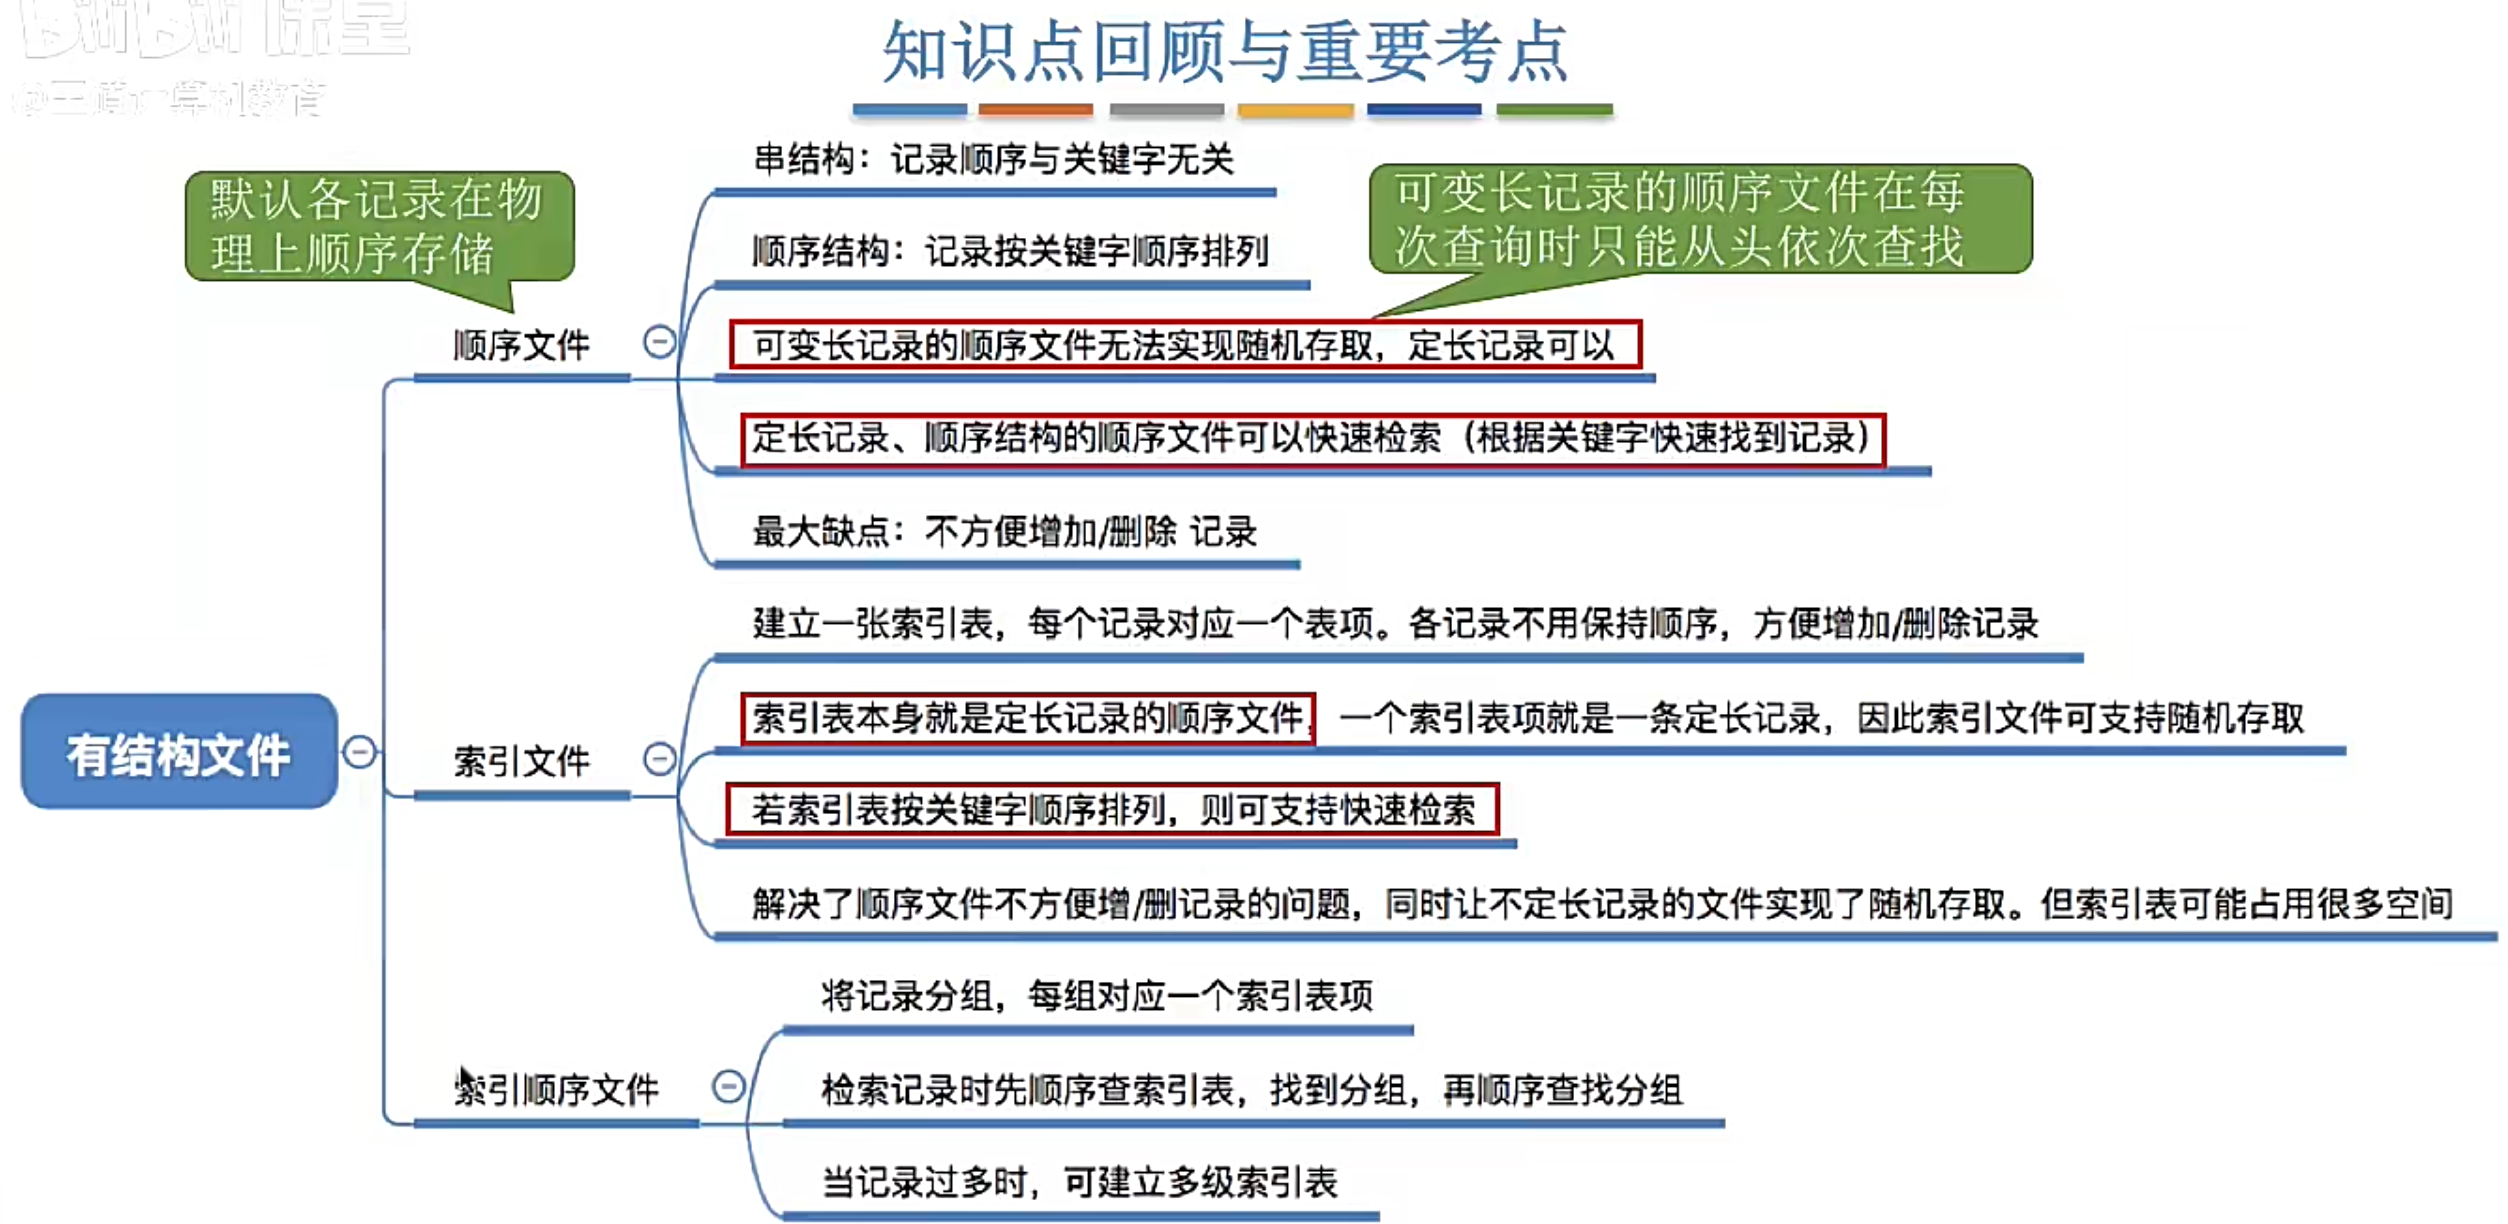 课堂
知识点回顾与重要考点
串结构：记录顺序与关键字无关
默认各记录在物
理上顺序存储
可变长记录的顺序文件在每
次查询时只能从头依次查找
顺序结构：记录按关键字顺序排列
顺序文件
可变长记录的顺序文件无法实现随机存取，定长记录可以
定长记录、顺序结构的顺序文件可以快速检索（根据关键字快速找到记录）
最大缺点：不方便增加/删除 记录
建立一张索引表，每个记录对应一个表项。各记录不用保持顺序，方便增加/删除记录
有结构文件
索引文件
索引表本身就是定长记录的顺序文件，一个索引表项就是一条定长记录，因此索引文件可支持随机存取
若索引表按关键字顺序排列，则可支持快速检索
解决了顺序文件不方便增/删记录的问题，同时让不定长记录的文件实现了随机存取。但索引表可能占用很多空间
将记录分组，每组对应一个索引表项
索引顺序文件
检索记录时先顺序查索引表，找到分组，再顺序查找分组
当记录过多时，可建立多级索引表